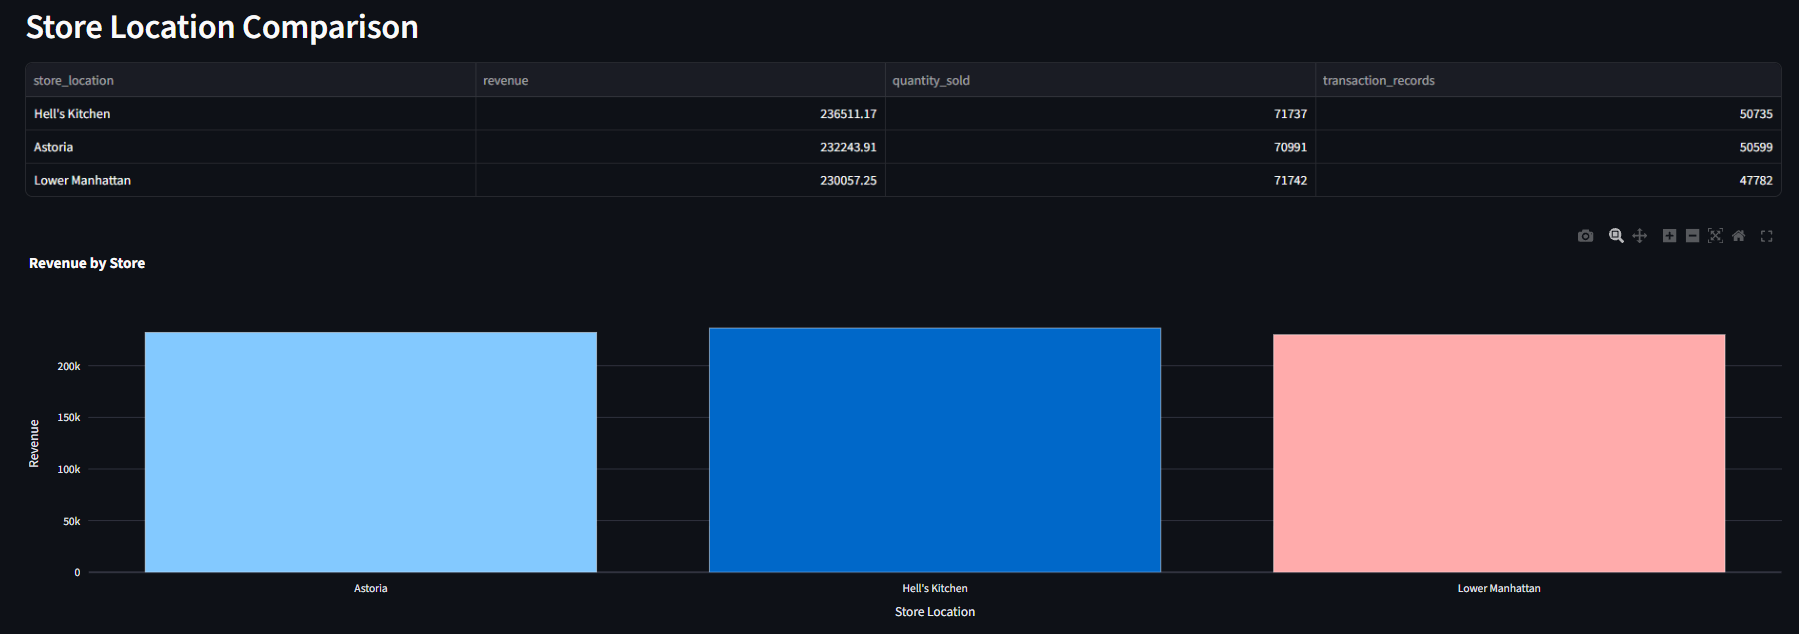 Store Location Comparison
store_location revenue quantity_sold transaction_records
Hell's Kitchen 236511.17 71737 50735
Astoria 232243.91 70991 50599
Lower Manhattan 230057.25 71742 47782
Revenue by Store
200k
150k
100k
50k
0
Revenue
Astoria Hell's Kitchen Lower Manhattan
Store Location